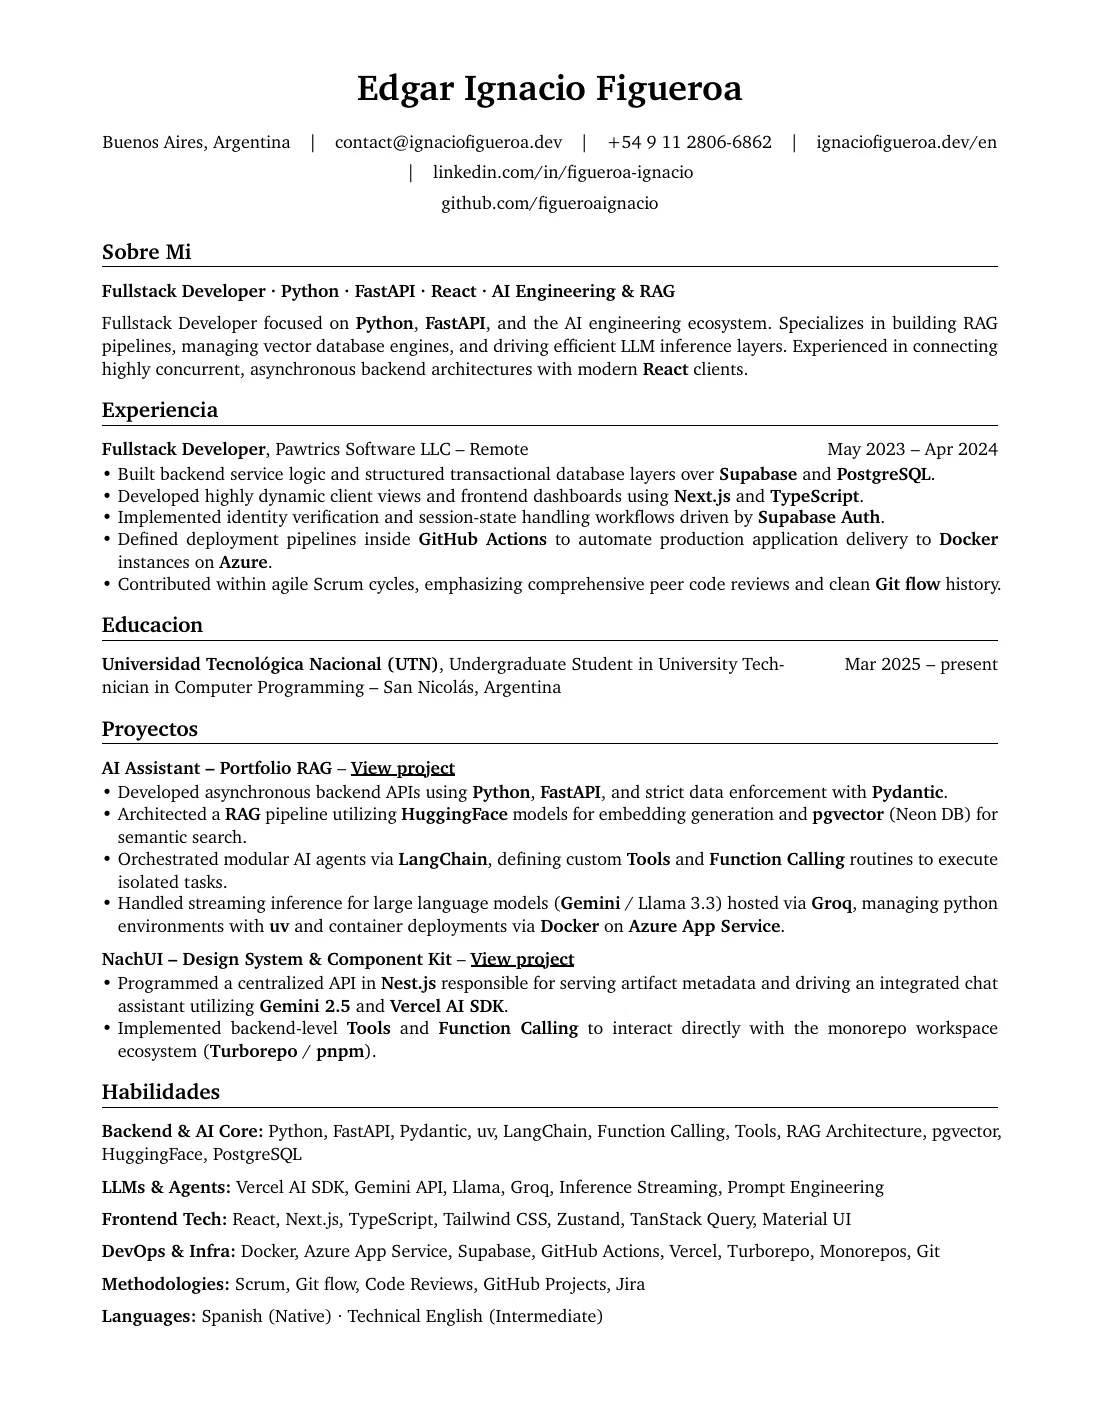 Edgar Ignacio Figueroa
Buenos Aires, Argentina | contact@ignaciofigueroa.dev | +54 9 11 2806-6862 | ignaciofigueroa.dev/en
| linkedin.com/in/figueroa-ignacio
github.com/figueroaignacio
Sobre Mi
Fullstack Developer · Python · FastAPI · React · AI Engineering & RAG
Fullstack Developer focused on Python, FastAPI, and the AI engineering ecosystem. Specializes in building RAG
pipelines, managing vector database engines, and driving efficient LLM inference layers. Experienced in connecting
highly concurrent, asynchronous backend architectures with modern React clients.
Experiencia
Fullstack Developer, Pawtrics Software LLC – Remote May 2023 – Apr 2024
• Built backend service logic and structured transactional database layers over Supabase and PostgreSQL.
• Developed highly dynamic client views and frontend dashboards using Next.js and TypeScript.
• Implemented identity verification and session-state handling workflows driven by Supabase Auth.
• Defined deployment pipelines inside GitHub Actions to automate production application delivery to Docker
instances on Azure.
• Contributed within agile Scrum cycles, emphasizing comprehensive peer code reviews and clean Git flow history.
Educacion
Universidad Tecnológica Nacional (UTN), Undergraduate Student in University Tech- Mar 2025 – present
nician in Computer Programming – San Nicolás, Argentina
Proyectos
AI Assistant – Portfolio RAG – View project
• Developed asynchronous backend APIs using Python, FastAPI, and strict data enforcement with Pydantic.
• Architected a RAG pipeline utilizing HuggingFace models for embedding generation and pgvector (Neon DB) for
semantic search.
• Orchestrated modular AI agents via LangChain, defining custom Tools and Function Calling routines to execute
isolated tasks.
• Handled streaming inference for large language models (Gemini / Llama 3.3) hosted via Groq, managing python
environments with uv and container deployments via Docker on Azure App Service.
NachUI – Design System & Component Kit – View project
• Programmed a centralized API in Nest.js responsible for serving artifact metadata and driving an integrated chat
assistant utilizing Gemini 2.5 and Vercel AI SDK.
• Implemented backend-level Tools and Function Calling to interact directly with the monorepo workspace
ecosystem (Turborepo / pnpm).
Habilidades
Backend & AI Core: Python, FastAPI, Pydantic, uv, LangChain, Function Calling, Tools, RAG Architecture, pgvector,
HuggingFace, PostgreSQL
LLMs & Agents: Vercel AI SDK, Gemini API, Llama, Groq, Inference Streaming, Prompt Engineering
Frontend Tech: React, Next.js, TypeScript, Tailwind CSS, Zustand, TanStack Query, Material UI
DevOps & Infra: Docker, Azure App Service, Supabase, GitHub Actions, Vercel, Turborepo, Monorepos, Git
Methodologies: Scrum, Git flow, Code Reviews, GitHub Projects, Jira
Languages: Spanish (Native) · Technical English (Intermediate)